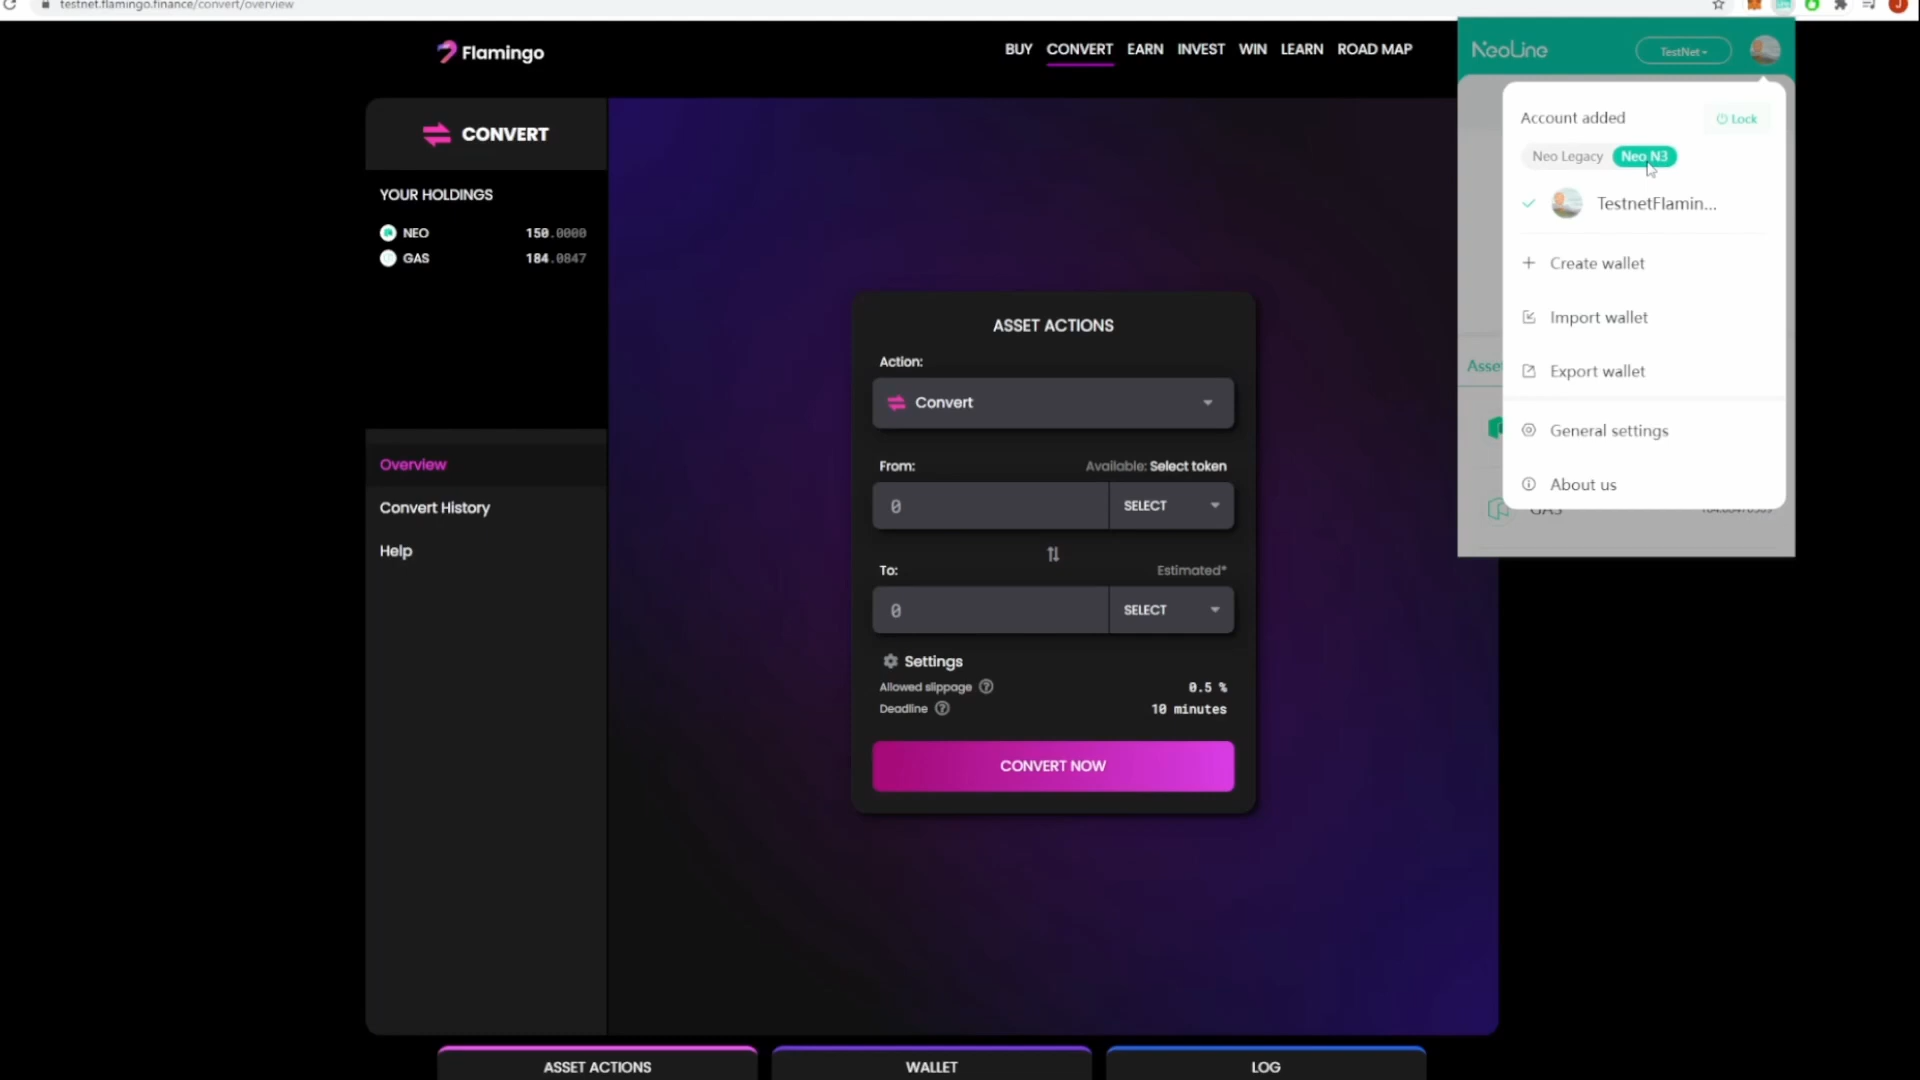 testnet.flamingo.finance/convert/overview
Flamingo
BUY CONVERT EARN INVEST WIN LEARN ROAD MAP
NeoLine
TestNet
CONVERT
YOUR HOLDINGS
NEO 150.0000
GAS 184.0847
Overview
Convert History
Help
ASSET ACTIONS
Action:
Convert
From: Available: Select token
0 SELECT
To: Estimated*
0 SELECT
Settings
Allowed slippage ? 0.5 %
Deadline ? 10 minutes
CONVERT NOW
Account added Lock
Neo Legacy Neo N3
TestnetFlamin...
Create wallet
Import wallet
Export wallet
General settings
About us
Asse
GAS
ASSET ACTIONS WALLET LOG
J